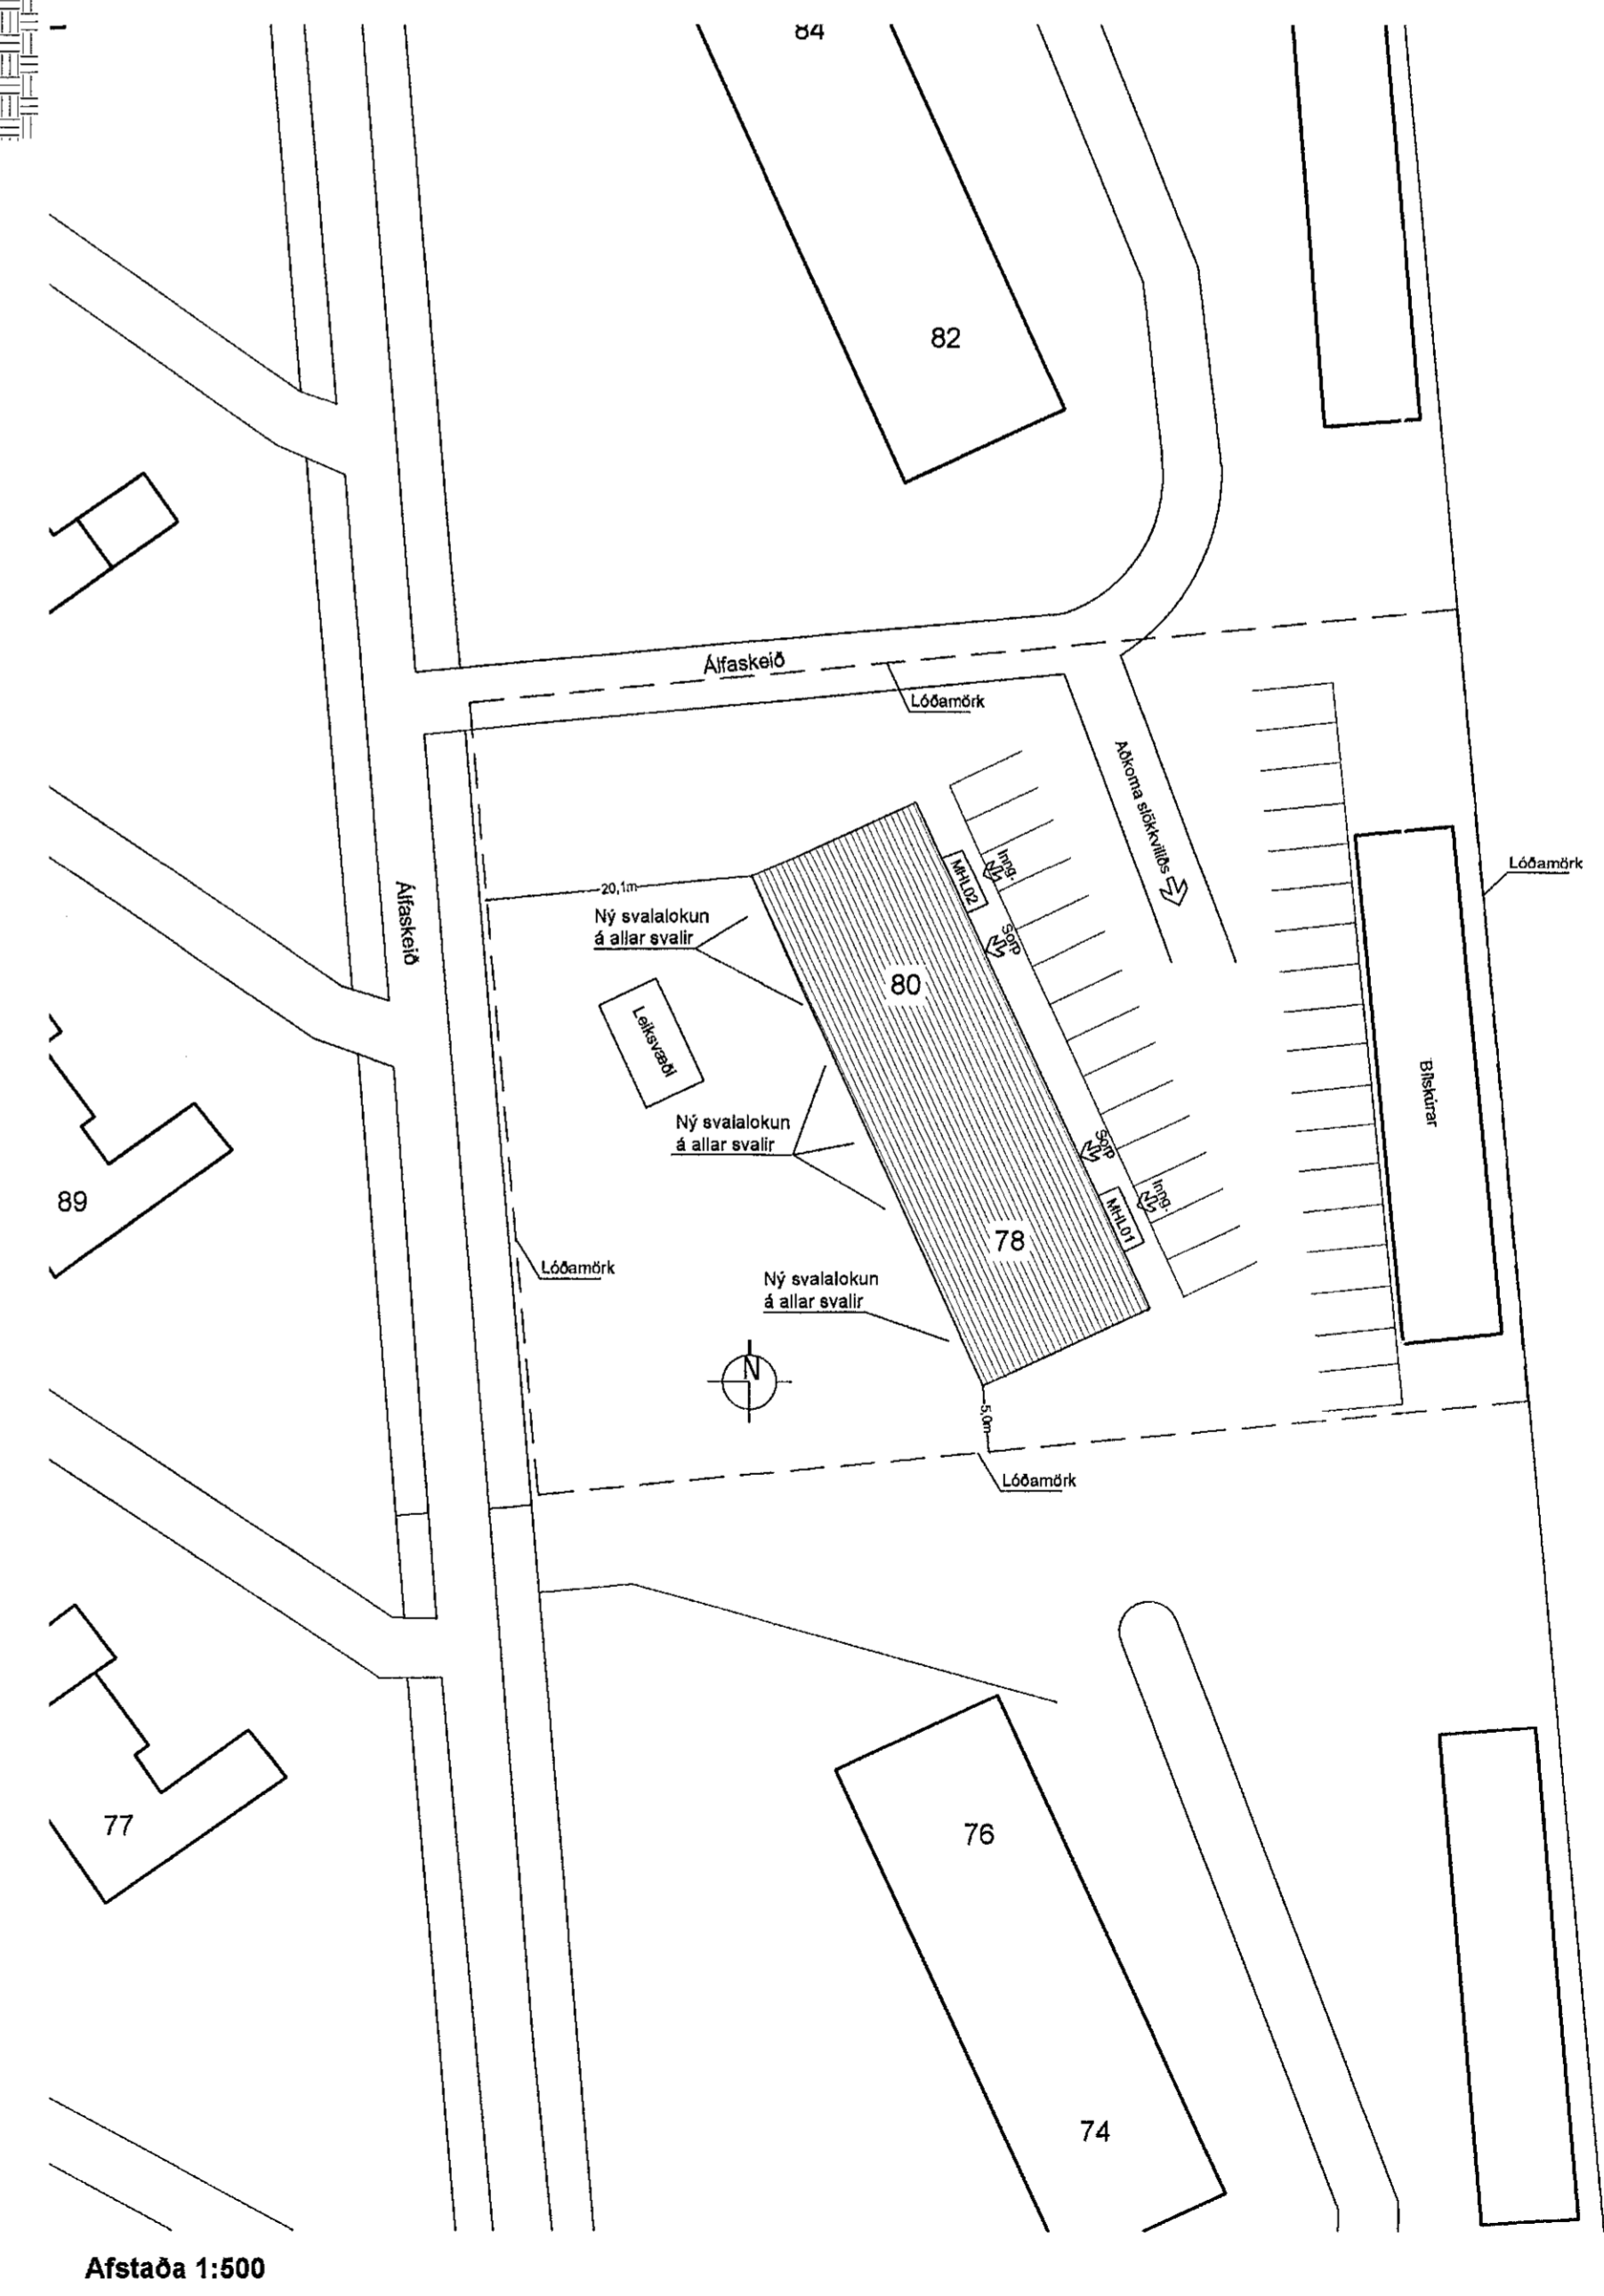 84
82
Álfaskeið
Lóðamörk
Aðkoma slökkviliðs
Lóðamörk
Inng.
MHL02
Álfaskeið
20,1m
Ný svalalokun
á allar svalir
Sorp
80
Leiksvæði
Bílskúrar
Ný svalalokun
á allar svalir
Sorp
Inng.
MHL01
89
78
Lóðamörk
Ný svalalokun
á allar svalir
N
5,0m
Lóðamörk
77
76
74
Afstaða 1:500